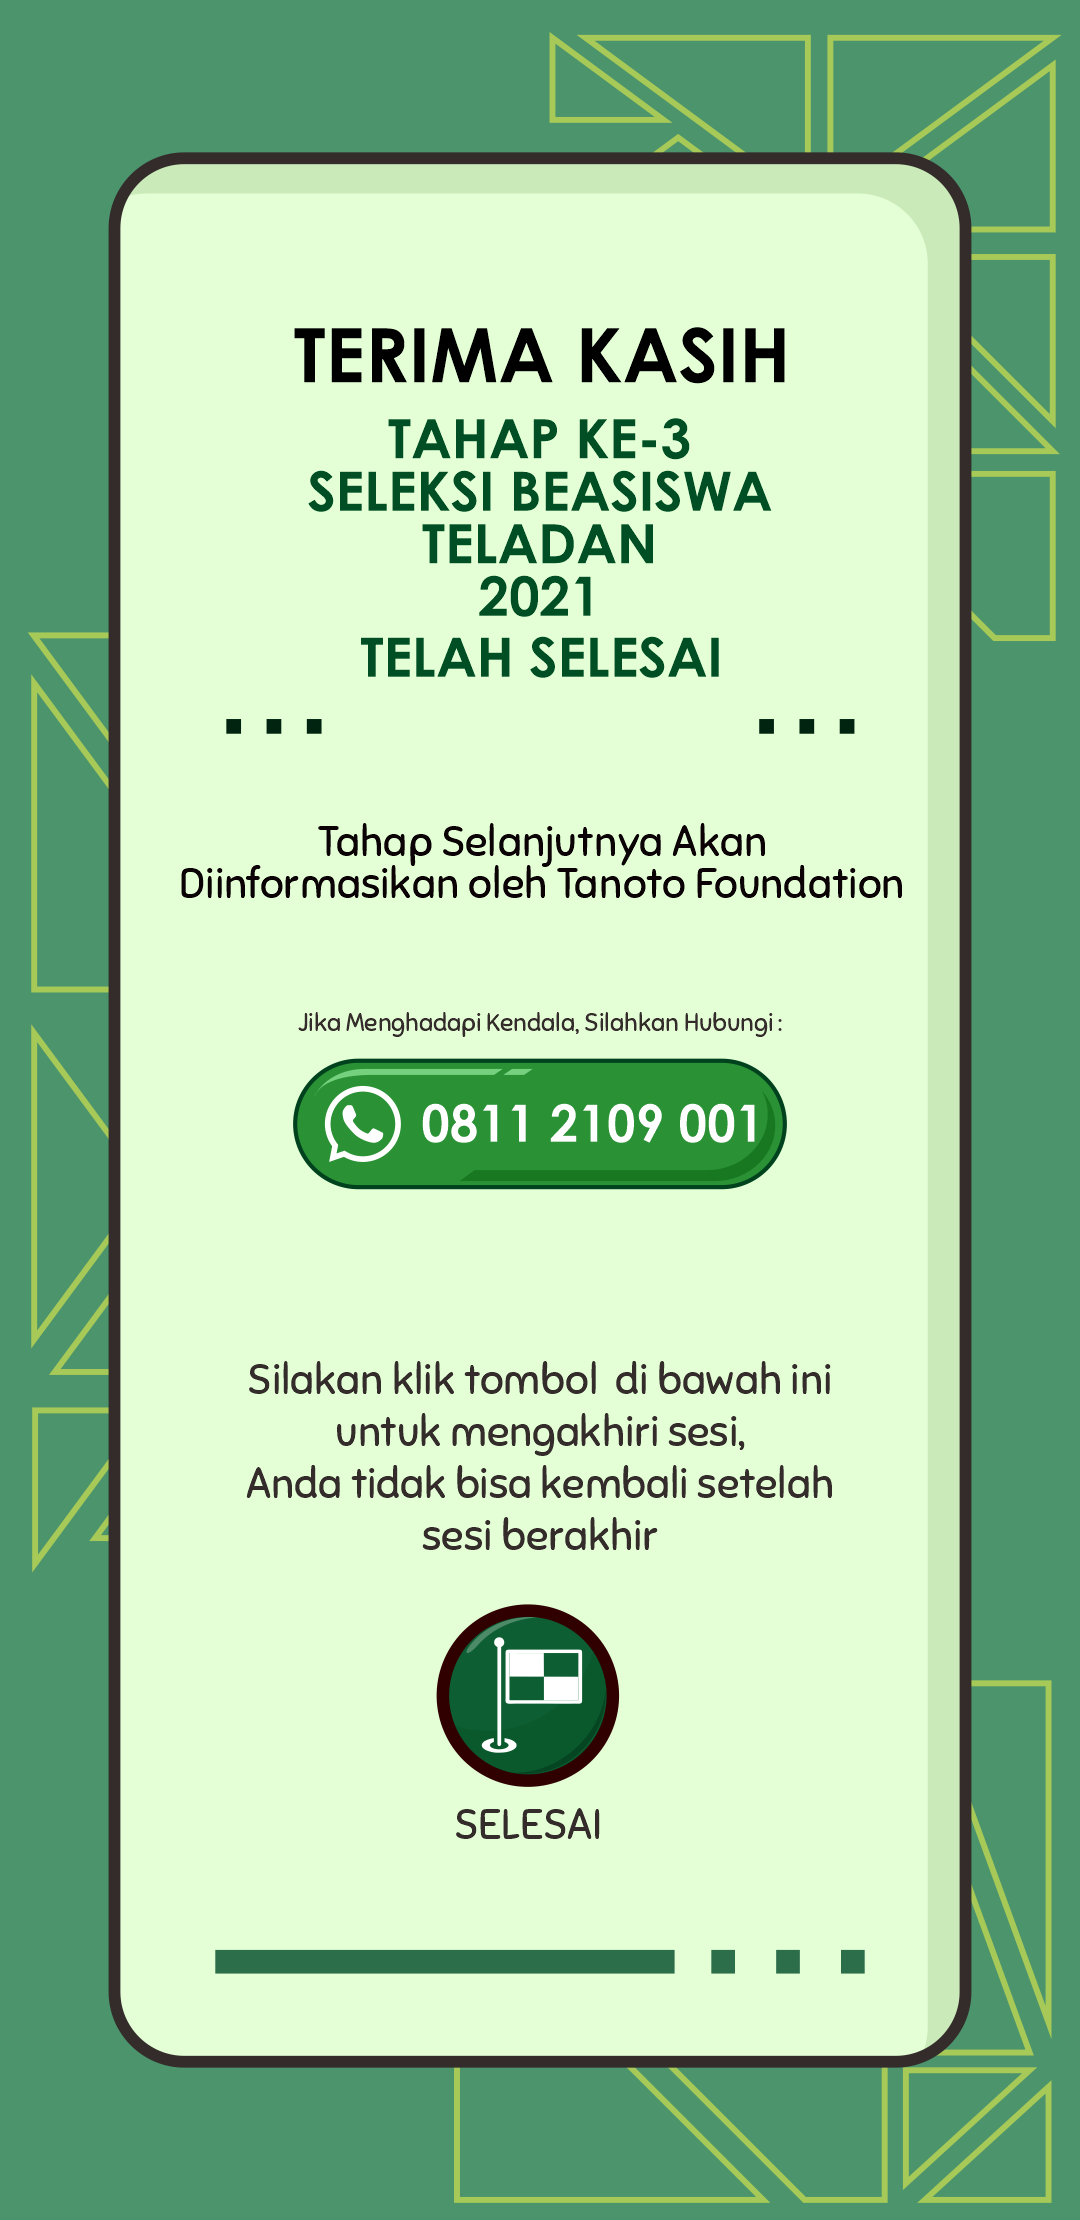 TERIMA KASIH
TAHAP KE-3
SELEKSI BEASISWA
TELADAN
2021
TELAH SELESAI
Tahap Selanjutnya Akan
Diinformasikan oleh Tanoto Foundation
Jika Menghadapi Kendala, Silahkan Hubungi :
0811 2109 001
Silakan klik tombol di bawah ini
untuk mengakhiri sesi,
Anda tidak bisa kembali setelah
sesi berakhir
SELESAI